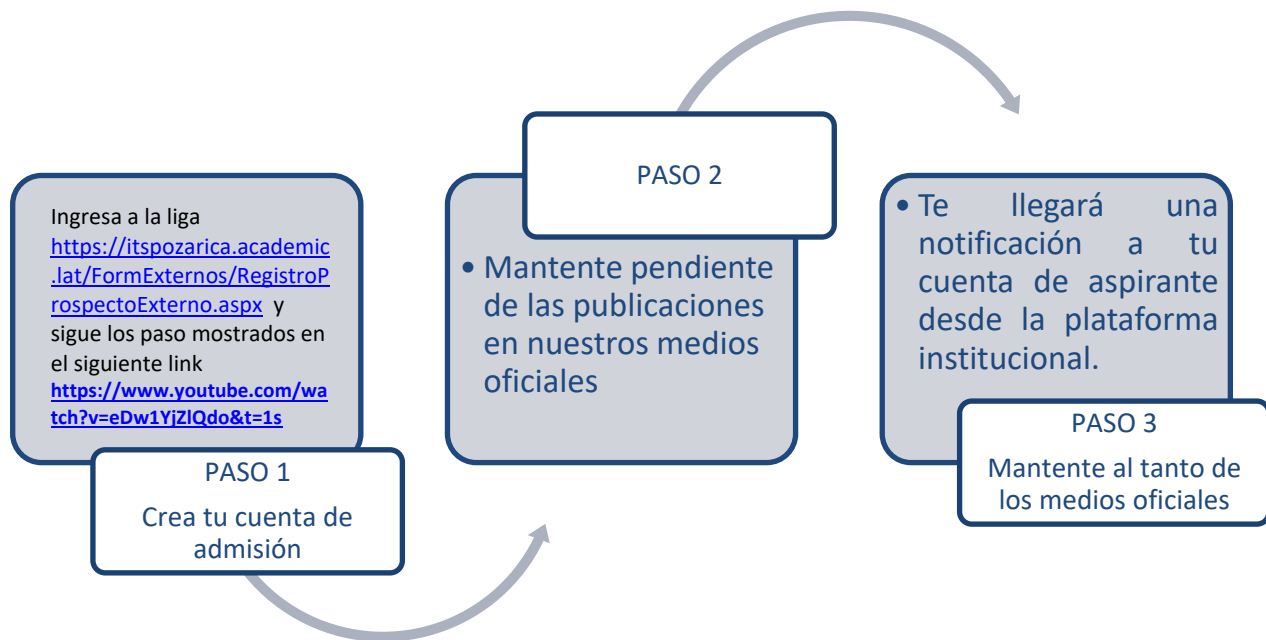 Ingresa a la liga
https://itspozarica.academic
.lat/FormExternos/RegistroP
rospectoExterno.aspx y
sigue los paso mostrados en
el siguiente link
https://www.youtube.com/wa
tch?v=eDw1YjZlQdo&t=1s
PASO 1
Crea tu cuenta de
admisión
PASO 2
• Mantente pendiente
de las publicaciones
en nuestros medios
oficiales
• Te llegará una
notificación a tu
cuenta de aspirante
desde la plataforma
institucional.
PASO 3
Mantente al tanto de
los medios oficiales